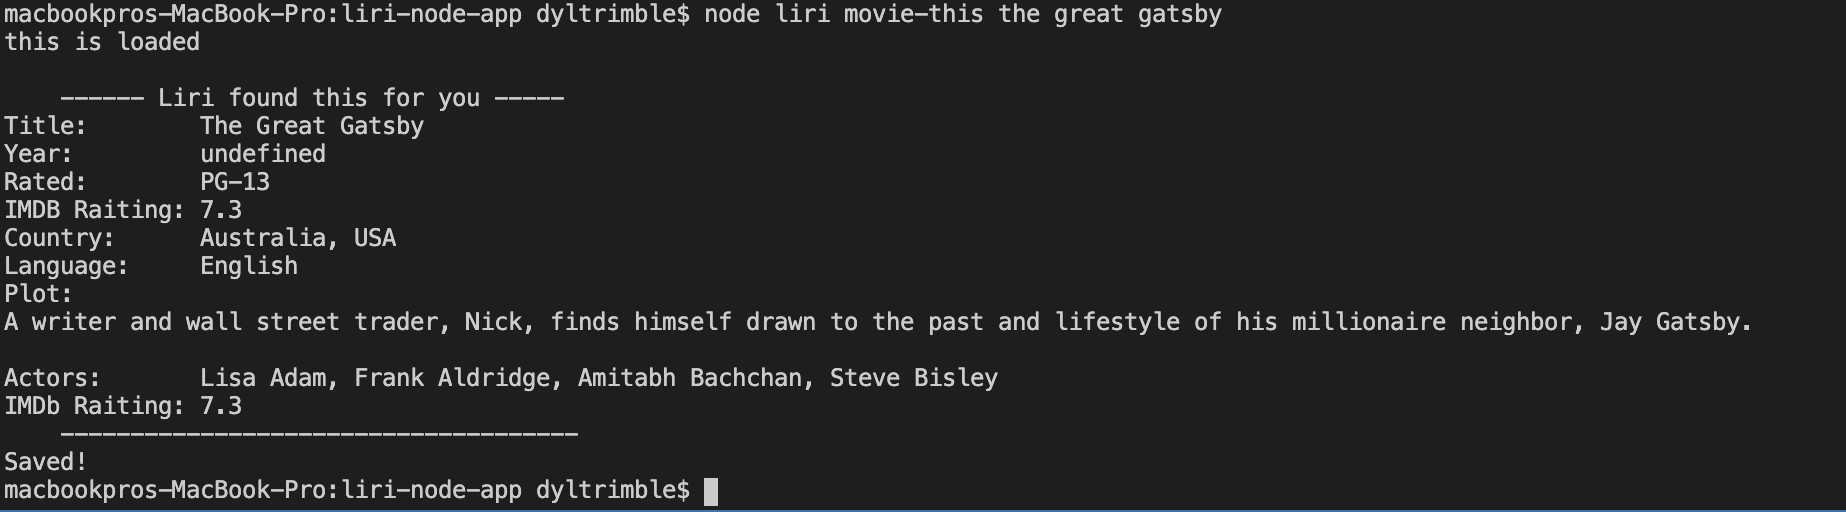 macbookpros-MacBook-Pro:liri-node-app dyltrimble$ node liri movie-this the great gatsby
this is loaded
------ Liri found this for you -----
Title: The Great Gatsby
Year: undefined
Rated: PG-13
IMDB Raiting: 7.3
Country: Australia, USA
Language: English
Plot:
A writer and wall street trader, Nick, finds himself drawn to the past and lifestyle of his millionaire neighbor, Jay Gatsby.
Actors: Lisa Adam, Frank Aldridge, Amitabh Bachchan, Steve Bisley
IMDb Raiting: 7.3
-------------------------------------
Saved!
macbookpros-MacBook-Pro:liri-node-app dyltrimble$